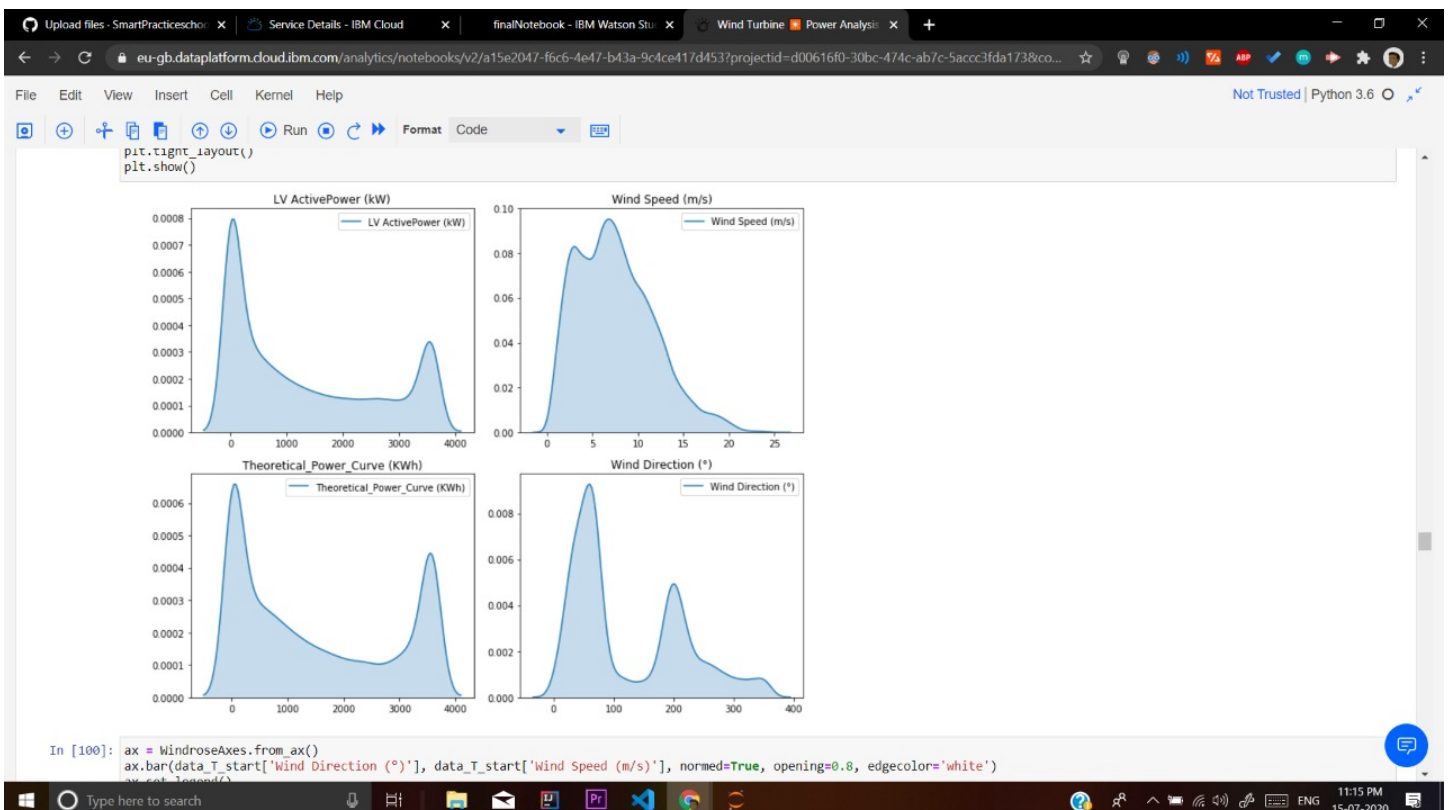 Upload files · SmartPracticeschoo
Service Details - IBM Cloud
finalNotebook - IBM Watson Stu
Wind Turbine Power Analysis
eu-gb.dataplatform.cloud.ibm.com/analytics/notebooks/v2/a15e2047-f6c6-4e47-b43a-9c4ce417d453?projectid=d00616f0-30bc-474c-ab7c-5accc3fda173&co...
ABP
File Edit View Insert Cell Kernel Help
Not Trusted | Python 3.6
Run Format Code
plt.tight_layout()
plt.show()
LV ActivePower (kW)
LV ActivePower (kW)
0.0008
0.0007
0.0006
0.0005
0.0004
0.0003
0.0002
0.0001
0.0000
0 1000 2000 3000 4000
Wind Speed (m/s)
Wind Speed (m/s)
0.10
0.08
0.06
0.04
0.02
0.00
0 5 10 15 20 25
Theoretical_Power_Curve (KWh)
Theoretical_Power_Curve (KWh)
0.0006
0.0005
0.0004
0.0003
0.0002
0.0001
0.0000
0 1000 2000 3000 4000
Wind Direction (°)
Wind Direction (°)
0.008
0.006
0.004
0.002
0.000
0 100 200 300 400
In [100]: ax = WindroseAxes.from_ax()
ax.bar(data_T_start['Wind Direction (°)'], data_T_start['Wind Speed (m/s)'], normed=True, opening=0.8, edgecolor='white')
ax.set_legend()
Type here to search
Pr
ENG
11:15 PM
15-07-2020